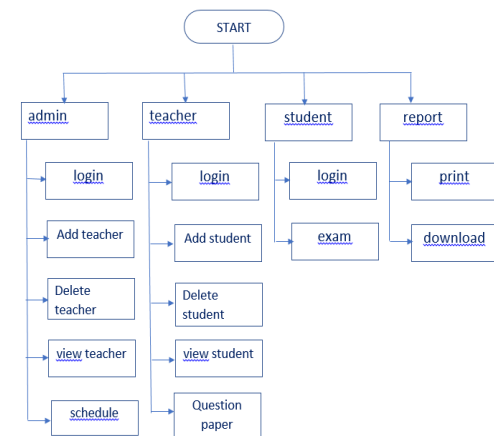 START
admin
teacher
student
report
login
login
login
print
Add teacher
Add student
exam
download
Delete
teacher
Delete
student
view teacher
view student
schedule
Question
paper